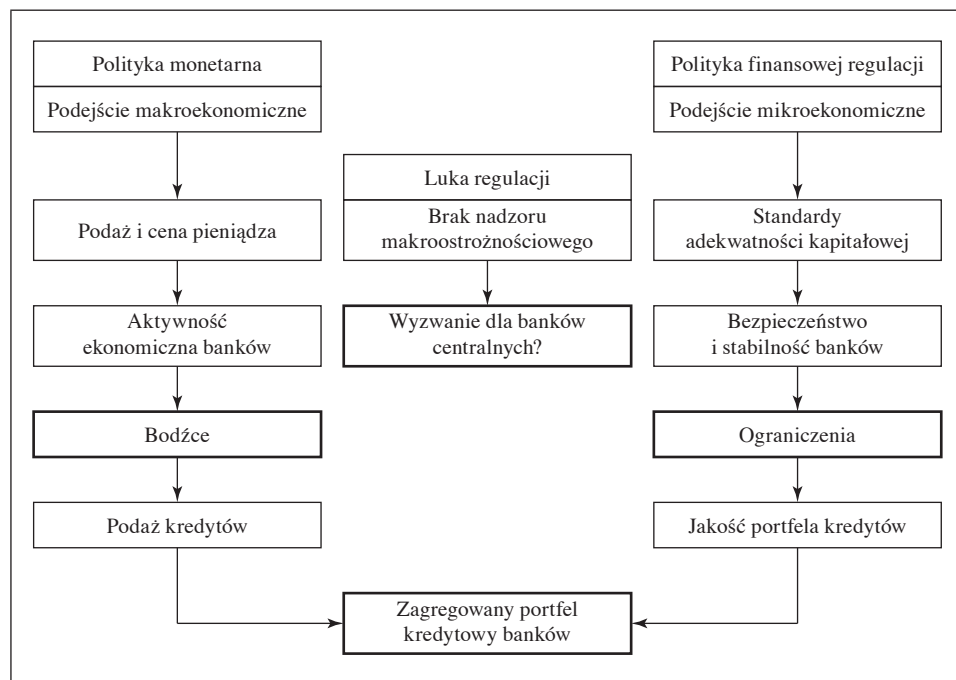 Polityka monetarna
Podejście makroekonomiczne
Podaż i cena pieniądza
Aktywność
ekonomiczna banków
Bodźce
Podaż kredytów
Luka regulacji
Brak nadzoru
makroostrożnościowego
Wyzwanie dla banków
centralnych?
Polityka finansowej regulacji
Podejście mikroekonomiczne
Standardy
adekwatności kapitałowej
Bezpieczeństwo
i stabilność banków
Ograniczenia
Jakość portfela kredytów
Zagregowany portfel
kredytowy banków